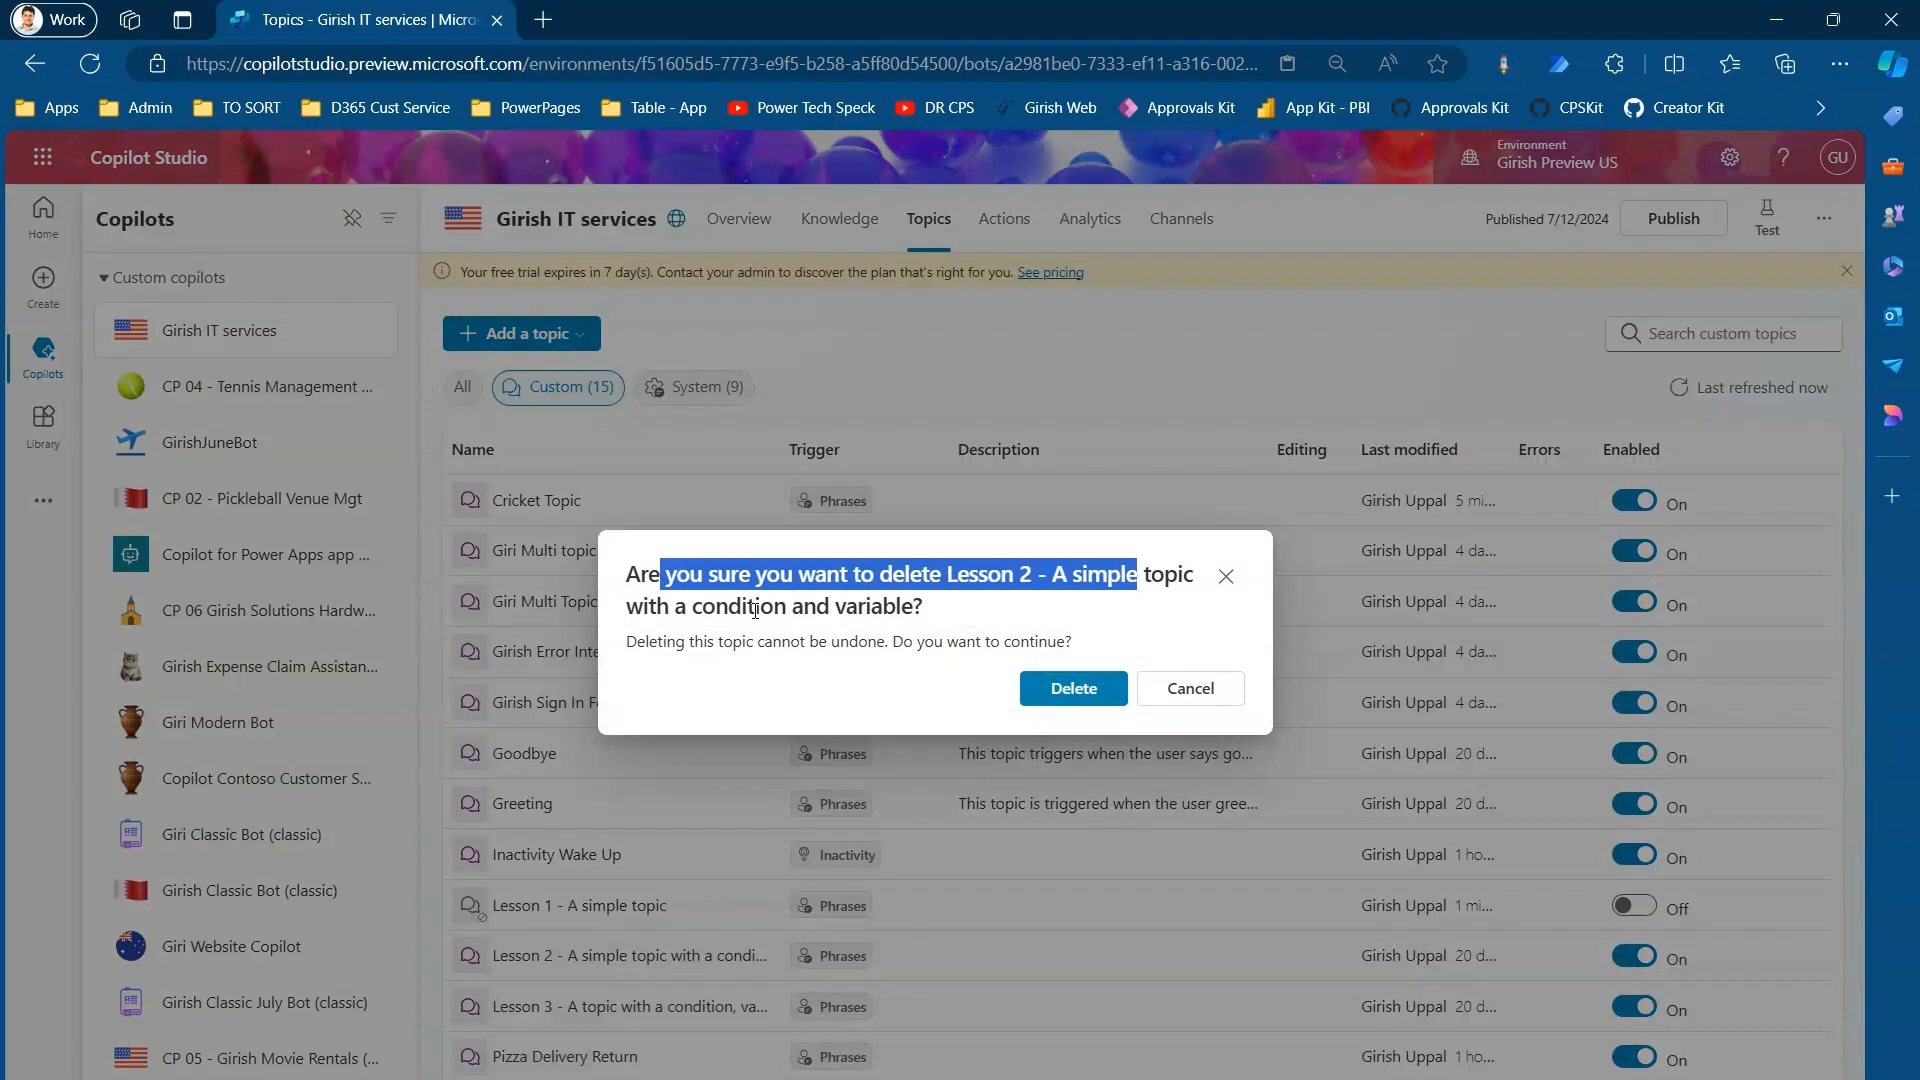 Work
Topics - Girish IT services | Micro
https://copilotstudio.preview.microsoft.com/environments/f51605d5-7773-e9f5-b258-a5ff80d54500/bots/a2981be0-7333-ef11-a316-002...
Apps
Admin
TO SORT
D365 Cust Service
PowerPages
Table - App
Power Tech Speck
DR CPS
Girish Web
Approvals Kit
App Kit - PBI
Approvals Kit
CPSKit
Creator Kit
Copilot Studio
Environment
Girish Preview US
GU
Home
Create
Copilots
Library
Copilots
Custom copilots
Girish IT services
CP 04 - Tennis Management ...
GirishJuneBot
CP 02 - Pickleball Venue Mgt
Copilot for Power Apps app ...
CP 06 Girish Solutions Hardw...
Girish Expense Claim Assistan...
Giri Modern Bot
Copilot Contoso Customer S...
Giri Classic Bot (classic)
Girish Classic Bot (classic)
Giri Website Copilot
Girish Classic July Bot (classic)
CP 05 - Girish Movie Rentals (...
Girish IT services
Overview
Knowledge
Topics
Actions
Analytics
Channels
Published 7/12/2024
Publish
Test
Your free trial expires in 7 day(s). Contact your admin to discover the plan that's right for you. See pricing
Add a topic
Search custom topics
All
Custom (15)
System (9)
Last refreshed now
Name Trigger Description Editing Last modified Errors Enabled
Cricket Topic Phrases Girish Uppal 5 mi... On
Giri Multi topic Girish Uppal 4 da... On
Giri Multi Topic Girish Uppal 4 da... On
Girish Error Inte Girish Uppal 4 da... On
Girish Sign In F Girish Uppal 4 da... On
Goodbye Phrases This topic triggers when the user says go... Girish Uppal 20 d... On
Greeting Phrases This topic is triggered when the user gree... Girish Uppal 20 d... On
Inactivity Wake Up Inactivity Girish Uppal 1 ho... On
Lesson 1 - A simple topic Phrases Girish Uppal 1 mi... Off
Lesson 2 - A simple topic with a condi... Phrases Girish Uppal 20 d... On
Lesson 3 - A topic with a condition, va... Phrases Girish Uppal 20 d... On
Pizza Delivery Return Phrases Girish Uppal 1 ho... On
Are you sure you want to delete Lesson 2 - A simple topic
with a condition and variable?
Deleting this topic cannot be undone. Do you want to continue?
Delete
Cancel